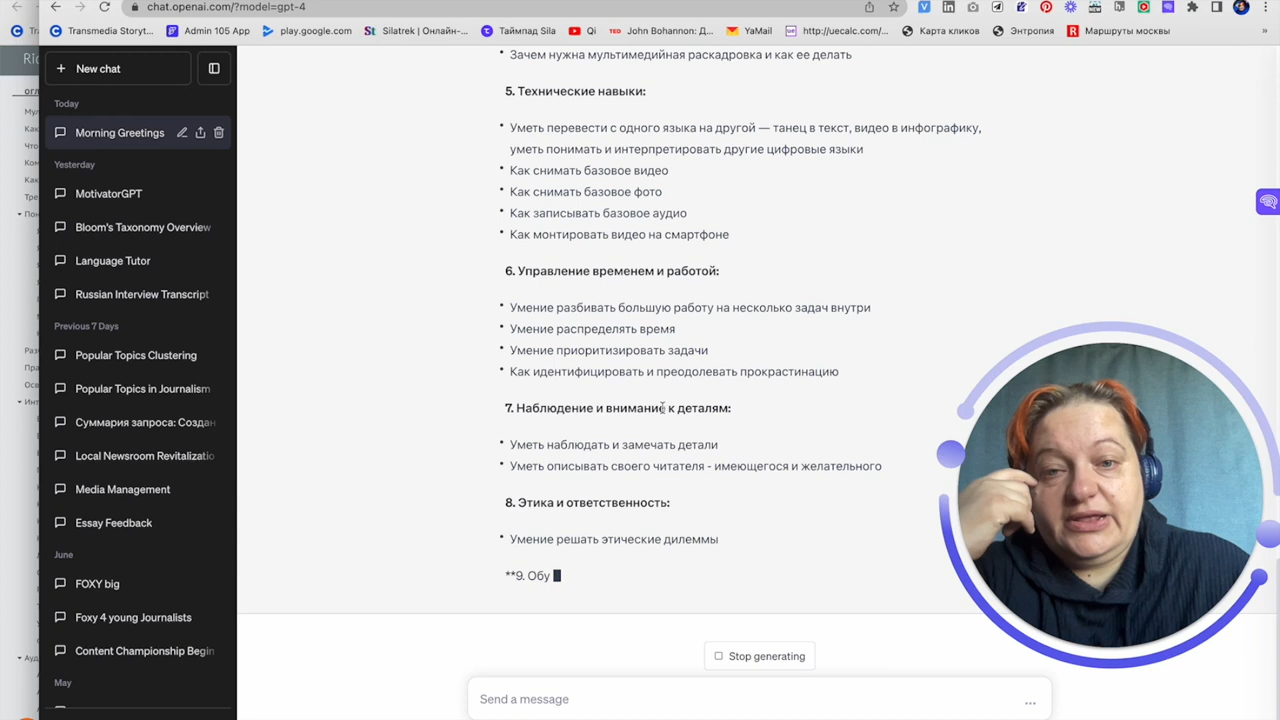 chat.openai.com/?model=gpt-4
Transmedia Storyt... Admin 105 App play.google.com Silatrek | Онлайн-... Таймпад Sila Qi TED John Bohannon: Д... YaMail http://uecalc.com/... Карта кликов Энтропия Маршруты москвы »
New chat
Today
Morning Greetings
Yesterday
MotivatorGPT
Bloom's Taxonomy Overview
Language Tutor
Russian Interview Transcript
Previous 7 Days
Popular Topics Clustering
Popular Topics in Journalism
Суммария запроса: Создан
Local Newsroom Revitalizatio
Media Management
Essay Feedback
June
FOXY big
Foxy 4 young Journalists
Content Championship Begin
May
• Зачем нужна мультимедийная раскадровка и как ее делать
5. Технические навыки:
• Уметь перевести с одного языка на другой — танец в текст, видео в инфографику,
уметь понимать и интерпретировать другие цифровые языки
• Как снимать базовое видео
• Как снимать базовое фото
• Как записывать базовое аудио
• Как монтировать видео на смартфоне
6. Управление временем и работой:
• Умение разбивать большую работу на несколько задач внутри
• Умение распределять время
• Умение приоритизировать задачи
• Как идентифицировать и преодолевать прокрастинацию
7. Наблюдение и внимание к деталям:
• Уметь наблюдать и замечать детали
• Уметь описывать своего читателя - имеющегося и желательного
8. Этика и ответственность:
• Умение решать этические дилеммы
**9. Обу
Stop generating
Send a message
...